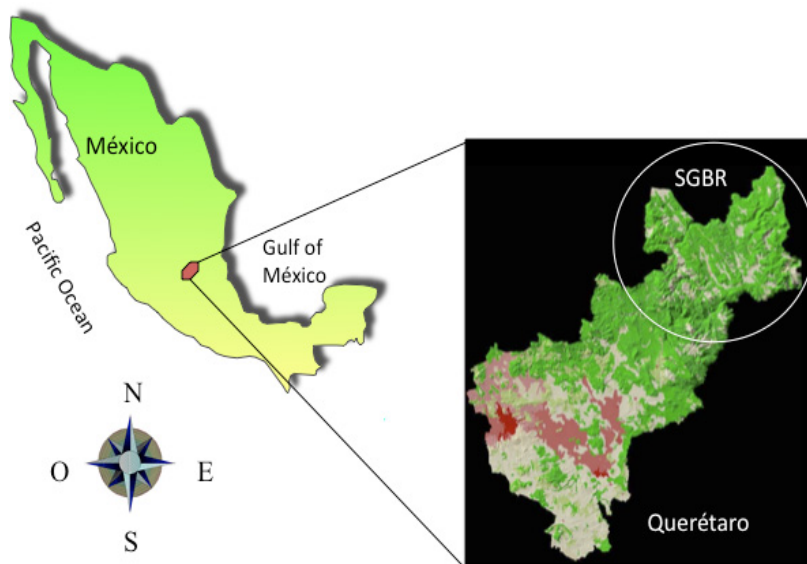 México
Pacific Ocean
Gulf of
México
N
O
E
S
SGBR
Querétaro